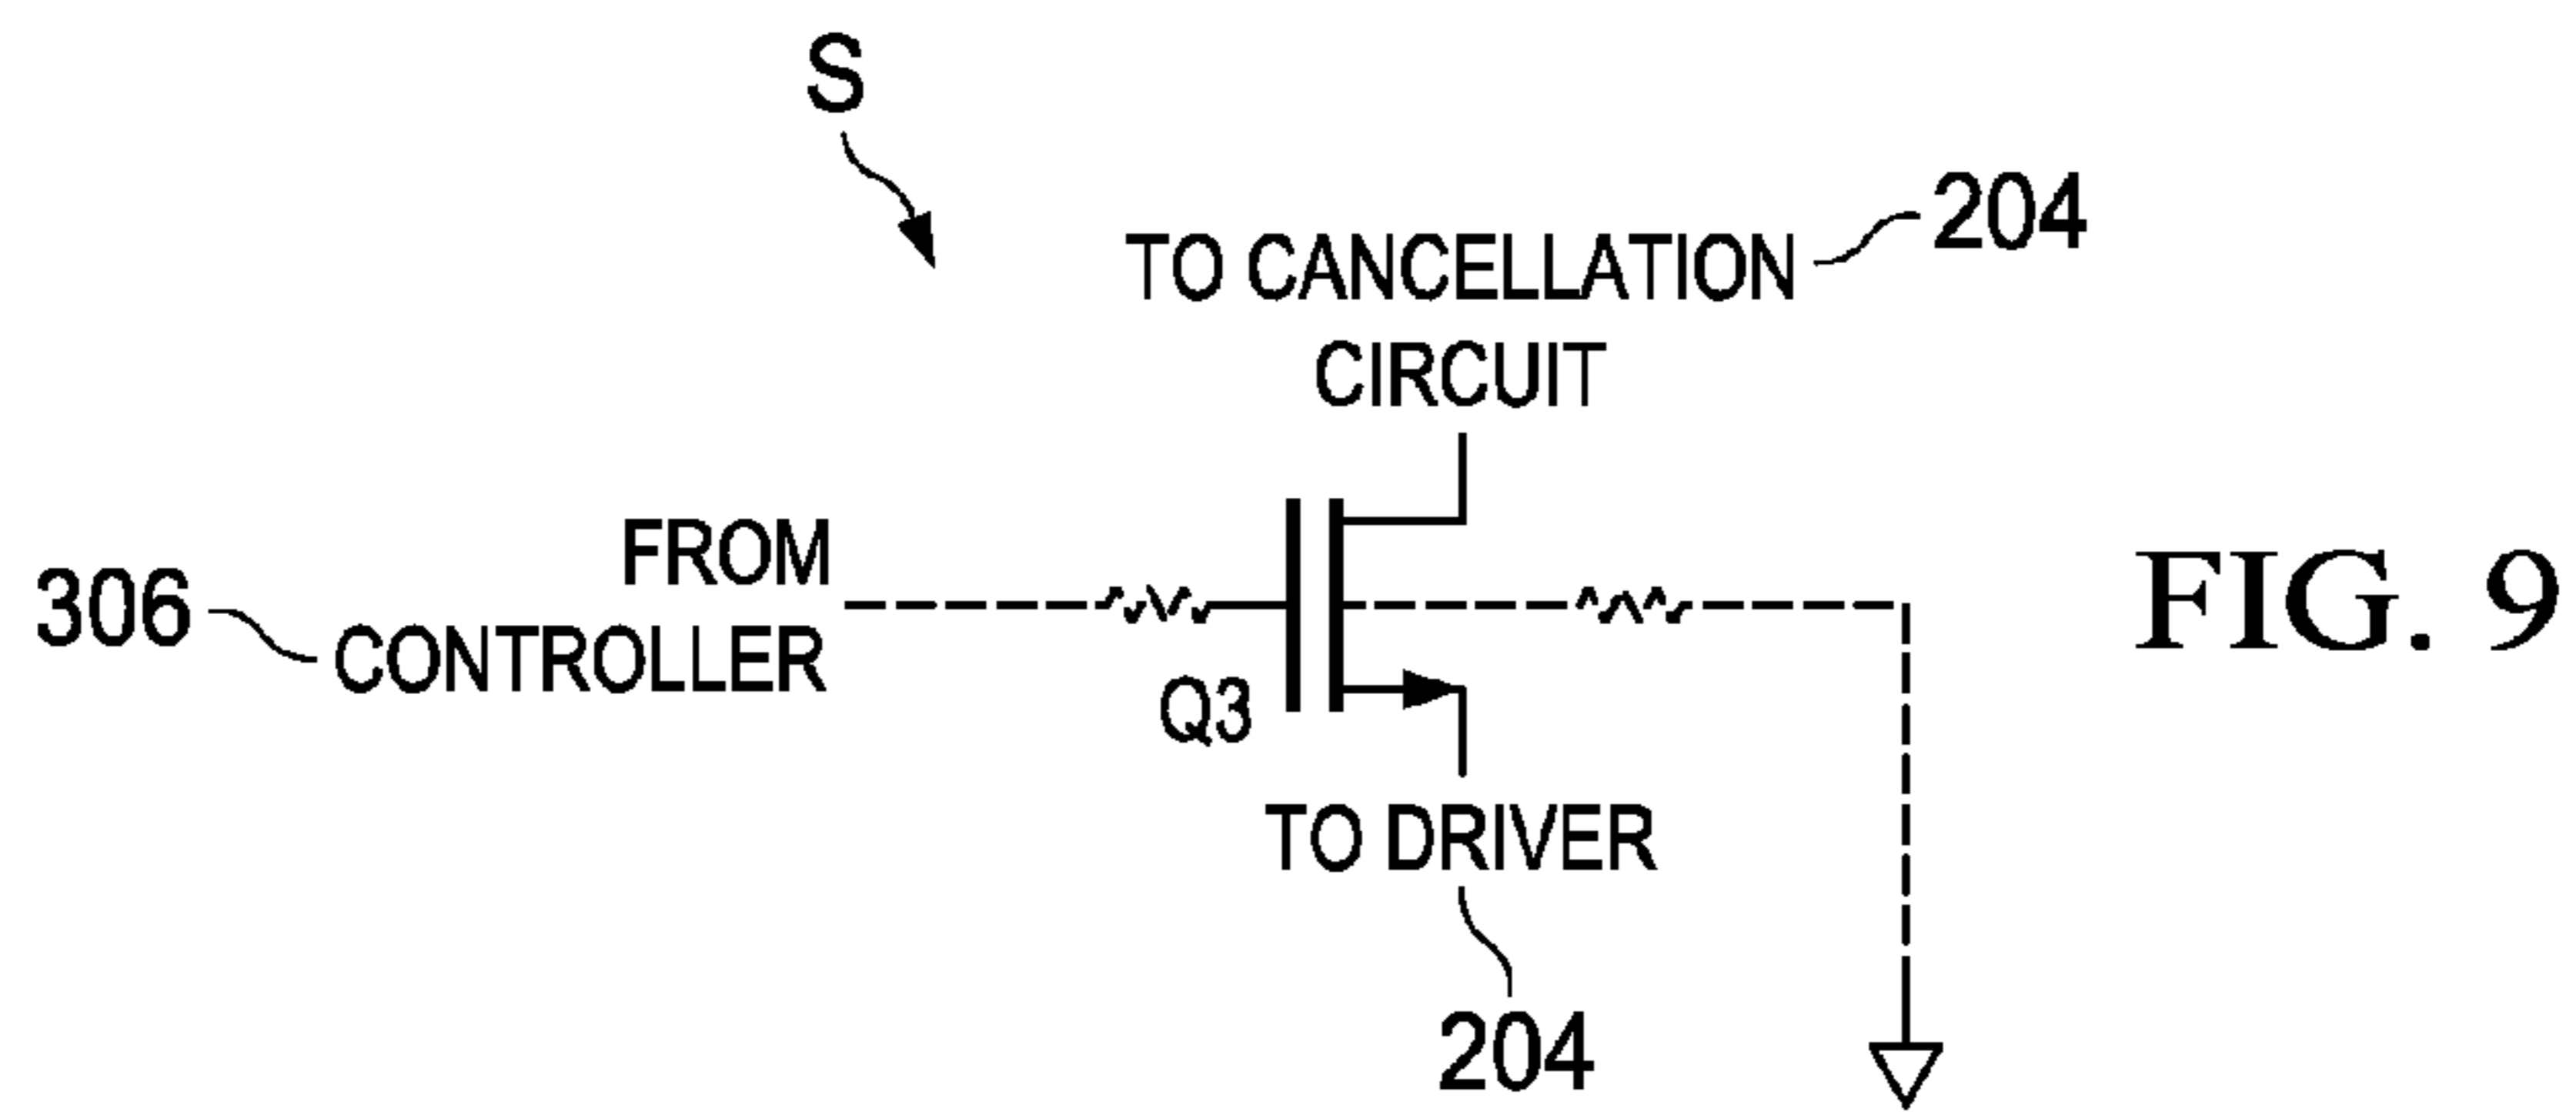 S
TO CANCELLATION 204
CIRCUIT
FROM
306 CONTROLLER
Q3
TO DRIVER
204
FIG. 9